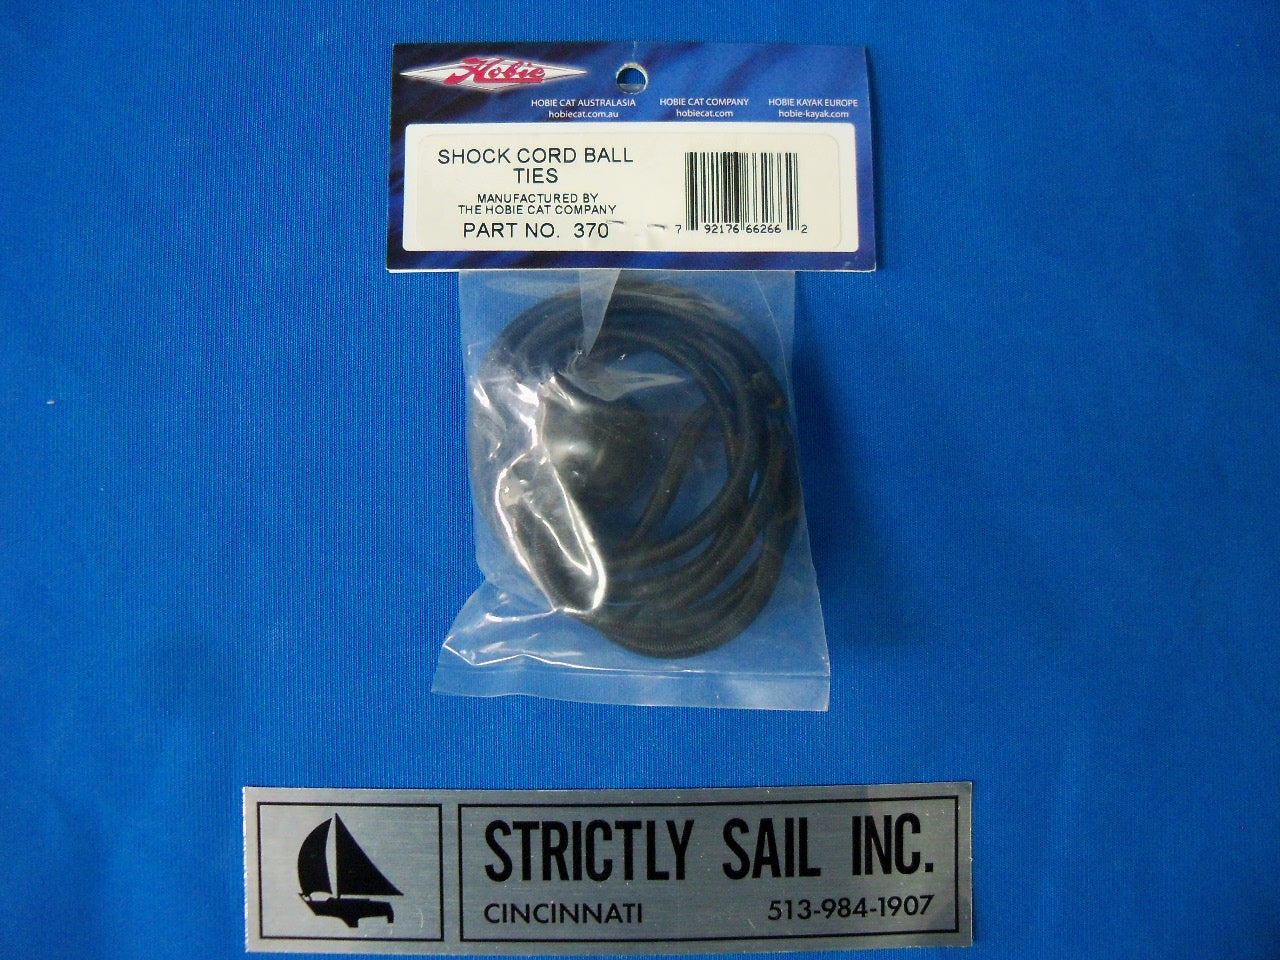 Hobie
HOBIE CAT AUSTRALASIA HOBIE CAT COMPANY HOBIE KAYAK EUROPE
hobiecat.com.au hobiecat.com hobie-kayak.com
SHOCK CORD BALL
TIES
MANUFACTURED BY
THE HOBIE CAT COMPANY
PART NO. 370
7 92176 66266 2
STRICTLY SAIL INC.
CINCINNATI 513-984-1907